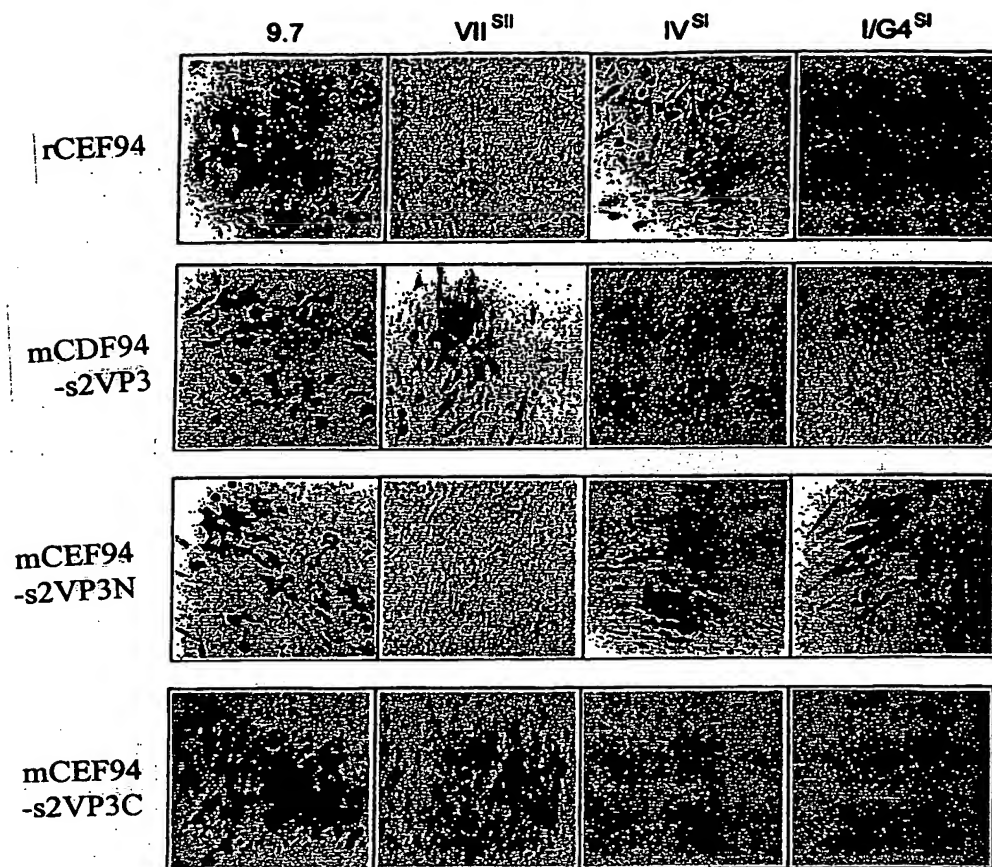 9.7 VII SII IV SI I/G4 SI
rCEF94
mCDF94
-s2VP3
mCEF94
-s2VP3N
mCEF94
-s2VP3C